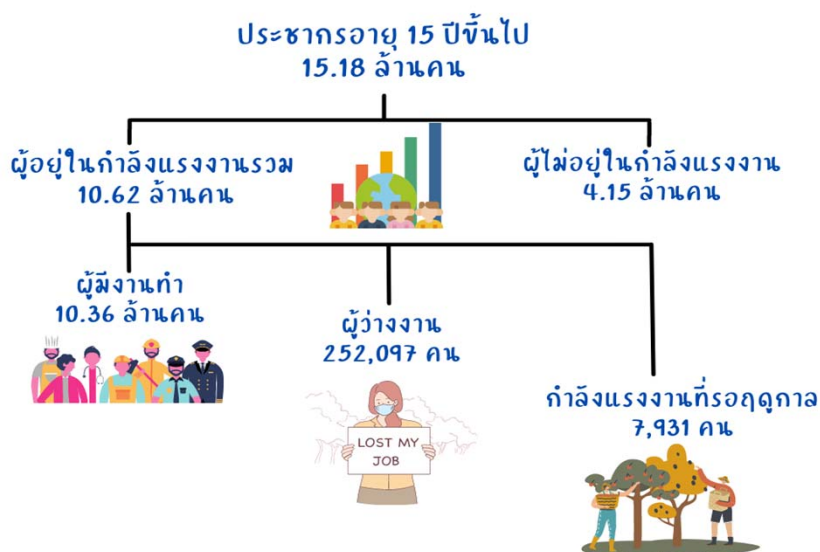 ประชากรอายุ 15 ปีขึ้นไป
15.18 ล้านคน
ผู้อยู่ในกำลังแรงงานรวม
10.62 ล้านคน
ผู้ไม่อยู่ในกำลังแรงงาน
4.15 ล้านคน
ผู้มีงานทำ
10.36 ล้านคน
ผู้ว่างงาน
252,097 คน
กำลังแรงงานที่รอฤดูกาล
7,931 คน
LOST MY
JOB